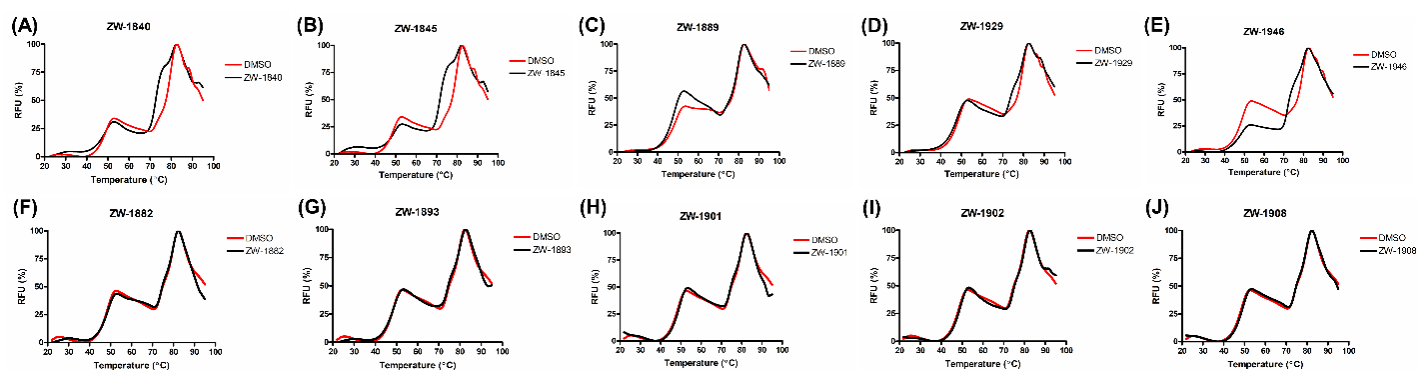 (A) ZW-1840
100
75
50
25
0
RFU (%)
20 30 40 50 60 70 80 90 100
Temperature (°C)
DMSO
ZW-1840
(B) ZW-1845
100
75
50
25
0
RFU (%)
20 30 40 50 60 70 80 90 100
Temperature (°C)
DMSO
ZW-1845
(C) ZW-1889
100
75
50
25
0
RFU (%)
20 30 40 50 60 70 80 90 100
Temperature (°C)
DMSO
ZW-1889
(D) ZW-1929
100
75
50
25
0
RFU (%)
20 30 40 50 60 70 80 90 100
Temperature (°C)
DMSO
ZW-1929
(E) ZW-1946
100
75
50
25
0
RFU (%)
20 30 40 50 60 70 80 90 100
Temperature (°C)
DMSO
ZW-1946
(F) ZW-1882
100
75
50
25
0
RFU (%)
20 30 40 50 60 70 80 90 100
Temperature (°C)
DMSO
ZW-1882
(G) ZW-1893
100
75
50
25
0
RFU (%)
20 30 40 50 60 70 80 90 100
Temperature (°C)
DMSO
ZW-1893
(H) ZW-1901
100
75
50
25
0
RFU (%)
20 30 40 50 60 70 80 90 100
Temperature (°C)
DMSO
ZW-1901
(I) ZW-1902
100
75
50
25
0
RFU (%)
20 30 40 50 60 70 80 90 100
Temperature (°C)
DMSO
ZW-1902
(J) ZW-1908
100
75
50
25
0
RFU (%)
20 30 40 50 60 70 80 90 100
Temperature (°C)
DMSO
ZW-1908